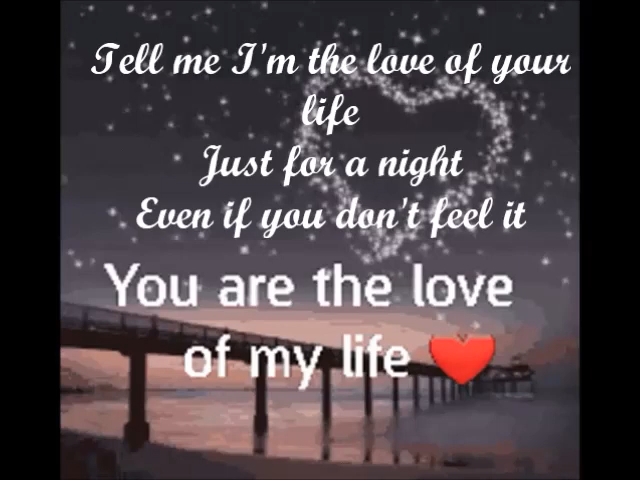 Tell me I'm the love of your
life
Just for a night
Even if you don't feel it
You are the love
of my life ❤